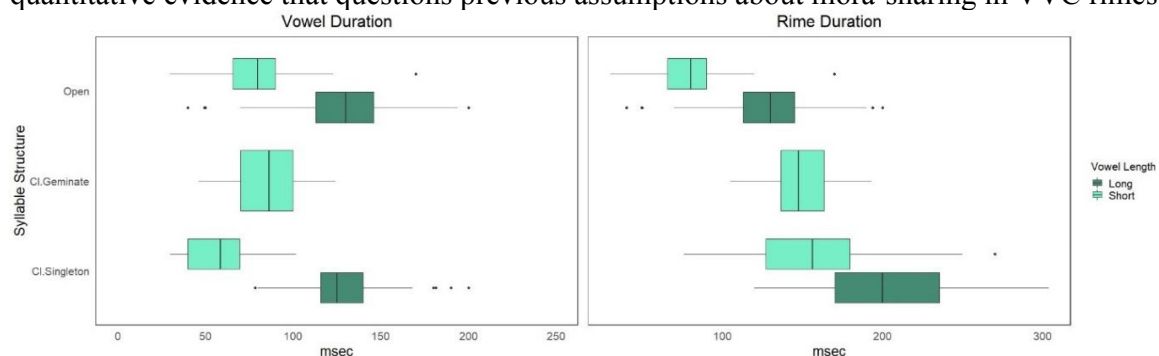 quantitative evidence that questions previous assumptions about mora-sharing in VVC rimes
Vowel Duration
Rime Duration
Syllable Structure
Open
Cl.Geminate
Cl.Singleton
0 50 100 150 200 250
msec
100 200 300
msec
Vowel Length
Long
Short